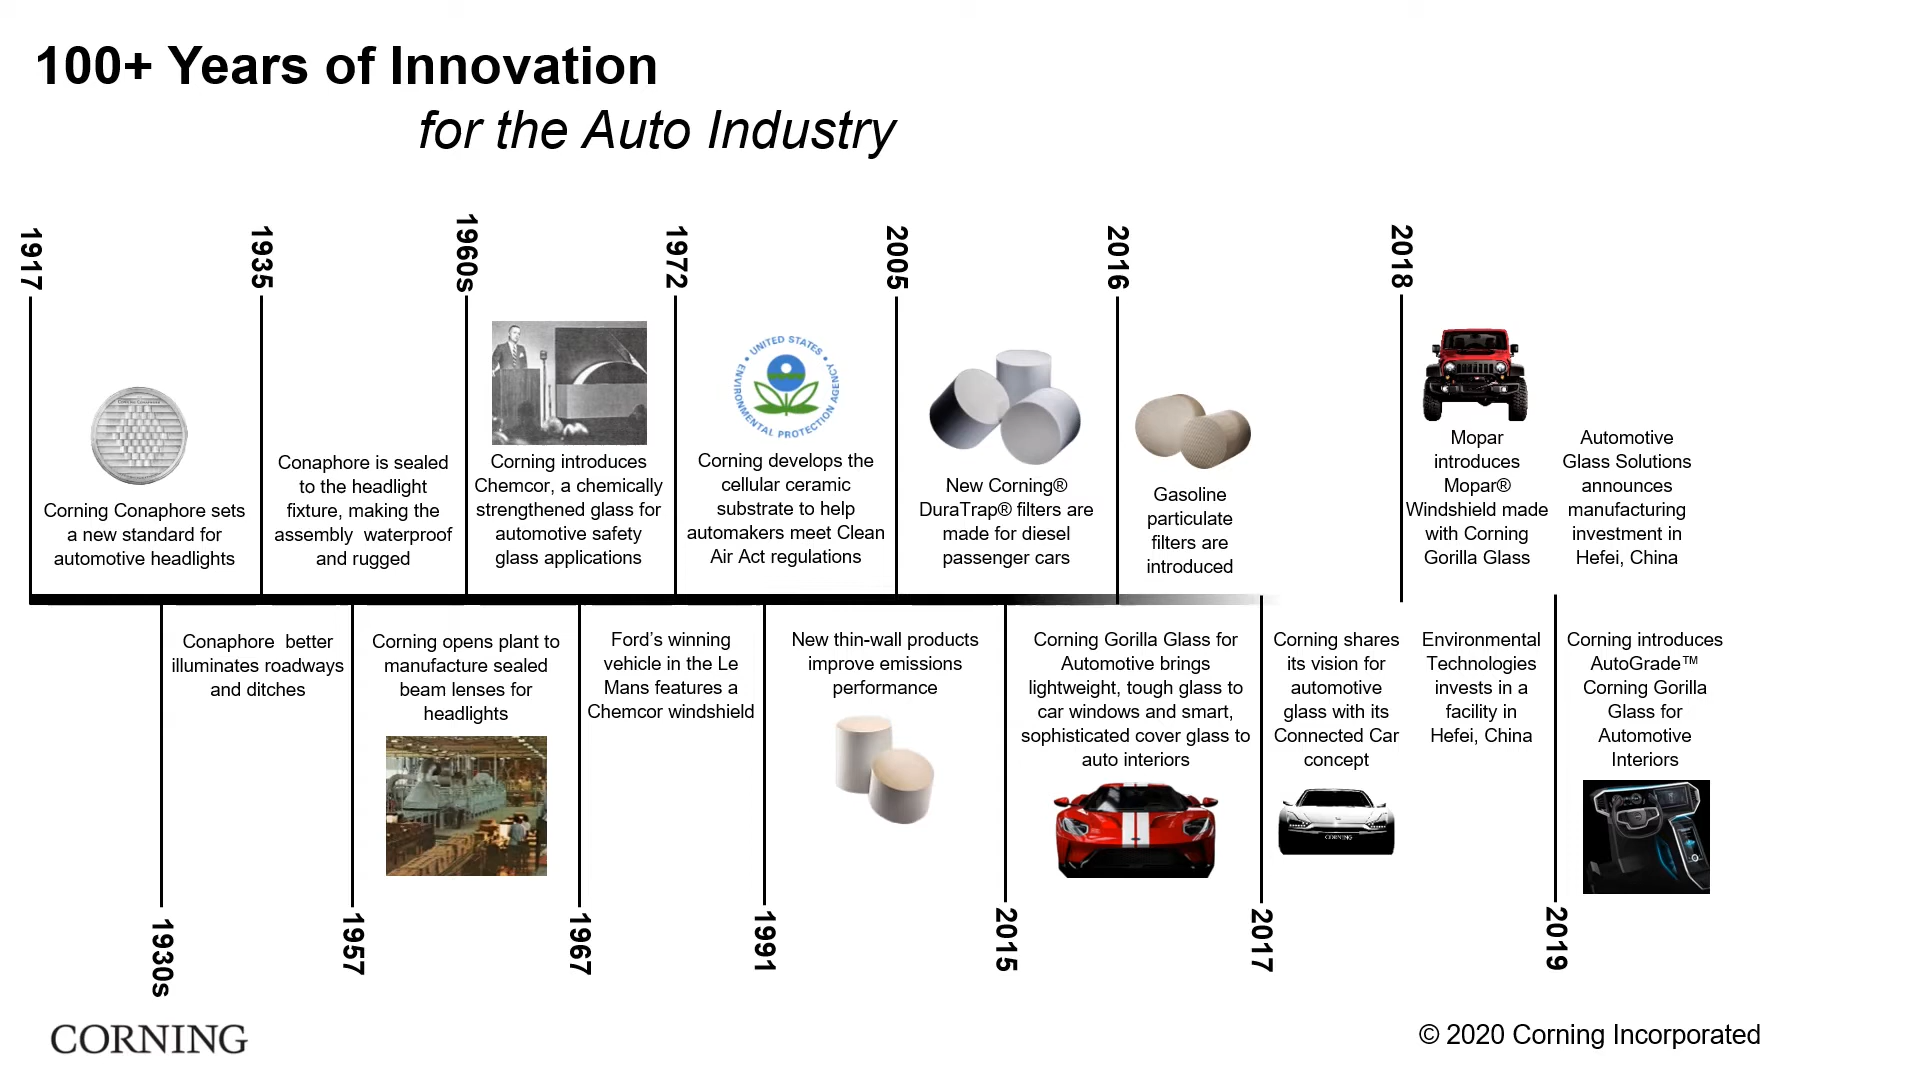 100+ Years of Innovation
for the Auto Industry
1917
Corning Conaphore sets
a new standard for
automotive headlights
1930s
Conaphore  better
illuminates roadways
and ditches
1935
Conaphore is sealed
to the headlight
fixture, making the
assembly  waterproof
and rugged
1957
Corning opens plant to
manufacture sealed
beam lenses for
headlights
1960s
Corning introduces
Chemcor, a chemically
strengthened glass for
automotive safety
glass applications
1967
Ford’s winning
vehicle in the Le
Mans features a
Chemcor windshield
1972
UNITED STATES
ENVIRONMENTAL PROTECTION AGENCY
Corning develops the
cellular ceramic
substrate to help
automakers meet Clean
Air Act regulations
1991
New thin-wall products
improve emissions
performance
2005
New Corning®
DuraTrap® filters are
made for diesel
passenger cars
2015
Corning Gorilla Glass for
Automotive brings
lightweight, tough glass to
car windows and smart,
sophisticated cover glass to
auto interiors
2016
Gasoline
particulate
filters are
introduced
2017
Corning shares
its vision for
automotive
glass with its
Connected Car
concept
CORNING
2018
Mopar
introduces
Mopar®
Windshield made
with Corning
Gorilla Glass
Environmental
Technologies
invests in a
facility in
Hefei, China
2019
Automotive
Glass Solutions
announces
manufacturing
investment in
Hefei, China
Corning introduces
AutoGrade™
Corning Gorilla
Glass for
Automotive
Interiors
CORNING
© 2020 Corning Incorporated